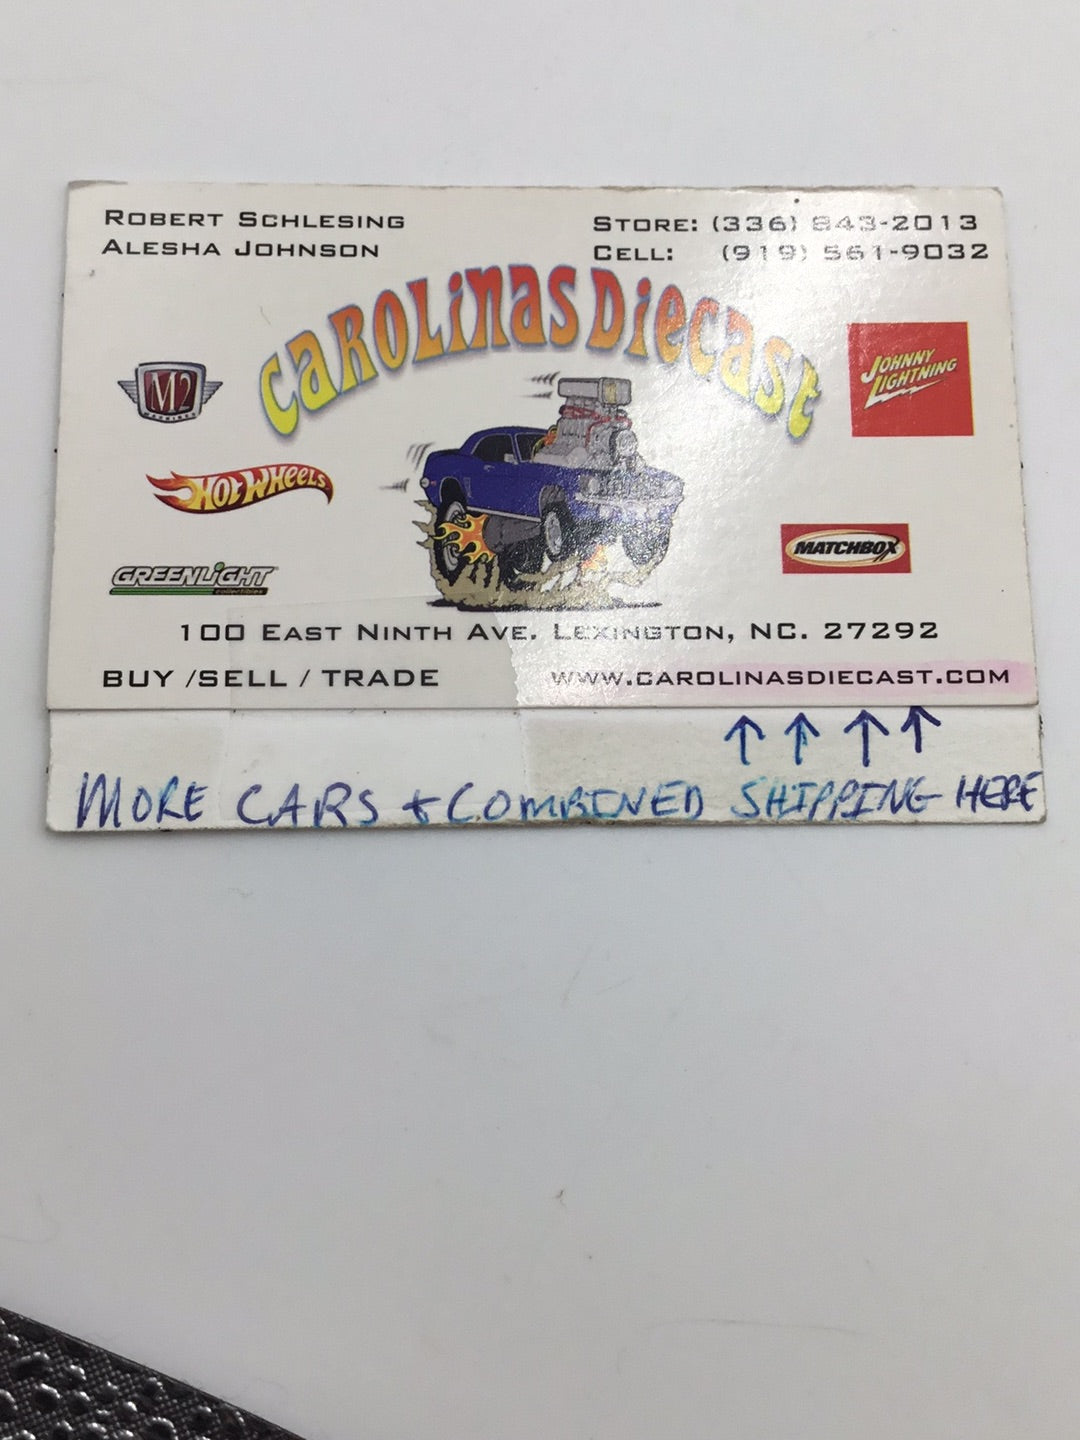 ROBERT SCHLESING
ALESHA JOHNSON
STORE: (336) 843-2013
CELL: (919) 561-9032
CAROLinAS DiecAST
M2
MACHINES
JOHNNY
LIGHTNING
HOT WHEELS
MATCHBOX
GREENLIGHT
collectibles
100 EAST NINTH AVE. LEXINGTON, NC. 27292
BUY /SELL / TRADE
WWW.CAROLINASDIECAST.COM
↑ ↑ ↑ ↑
MORE CARS + COMBINED SHIPPING HERE